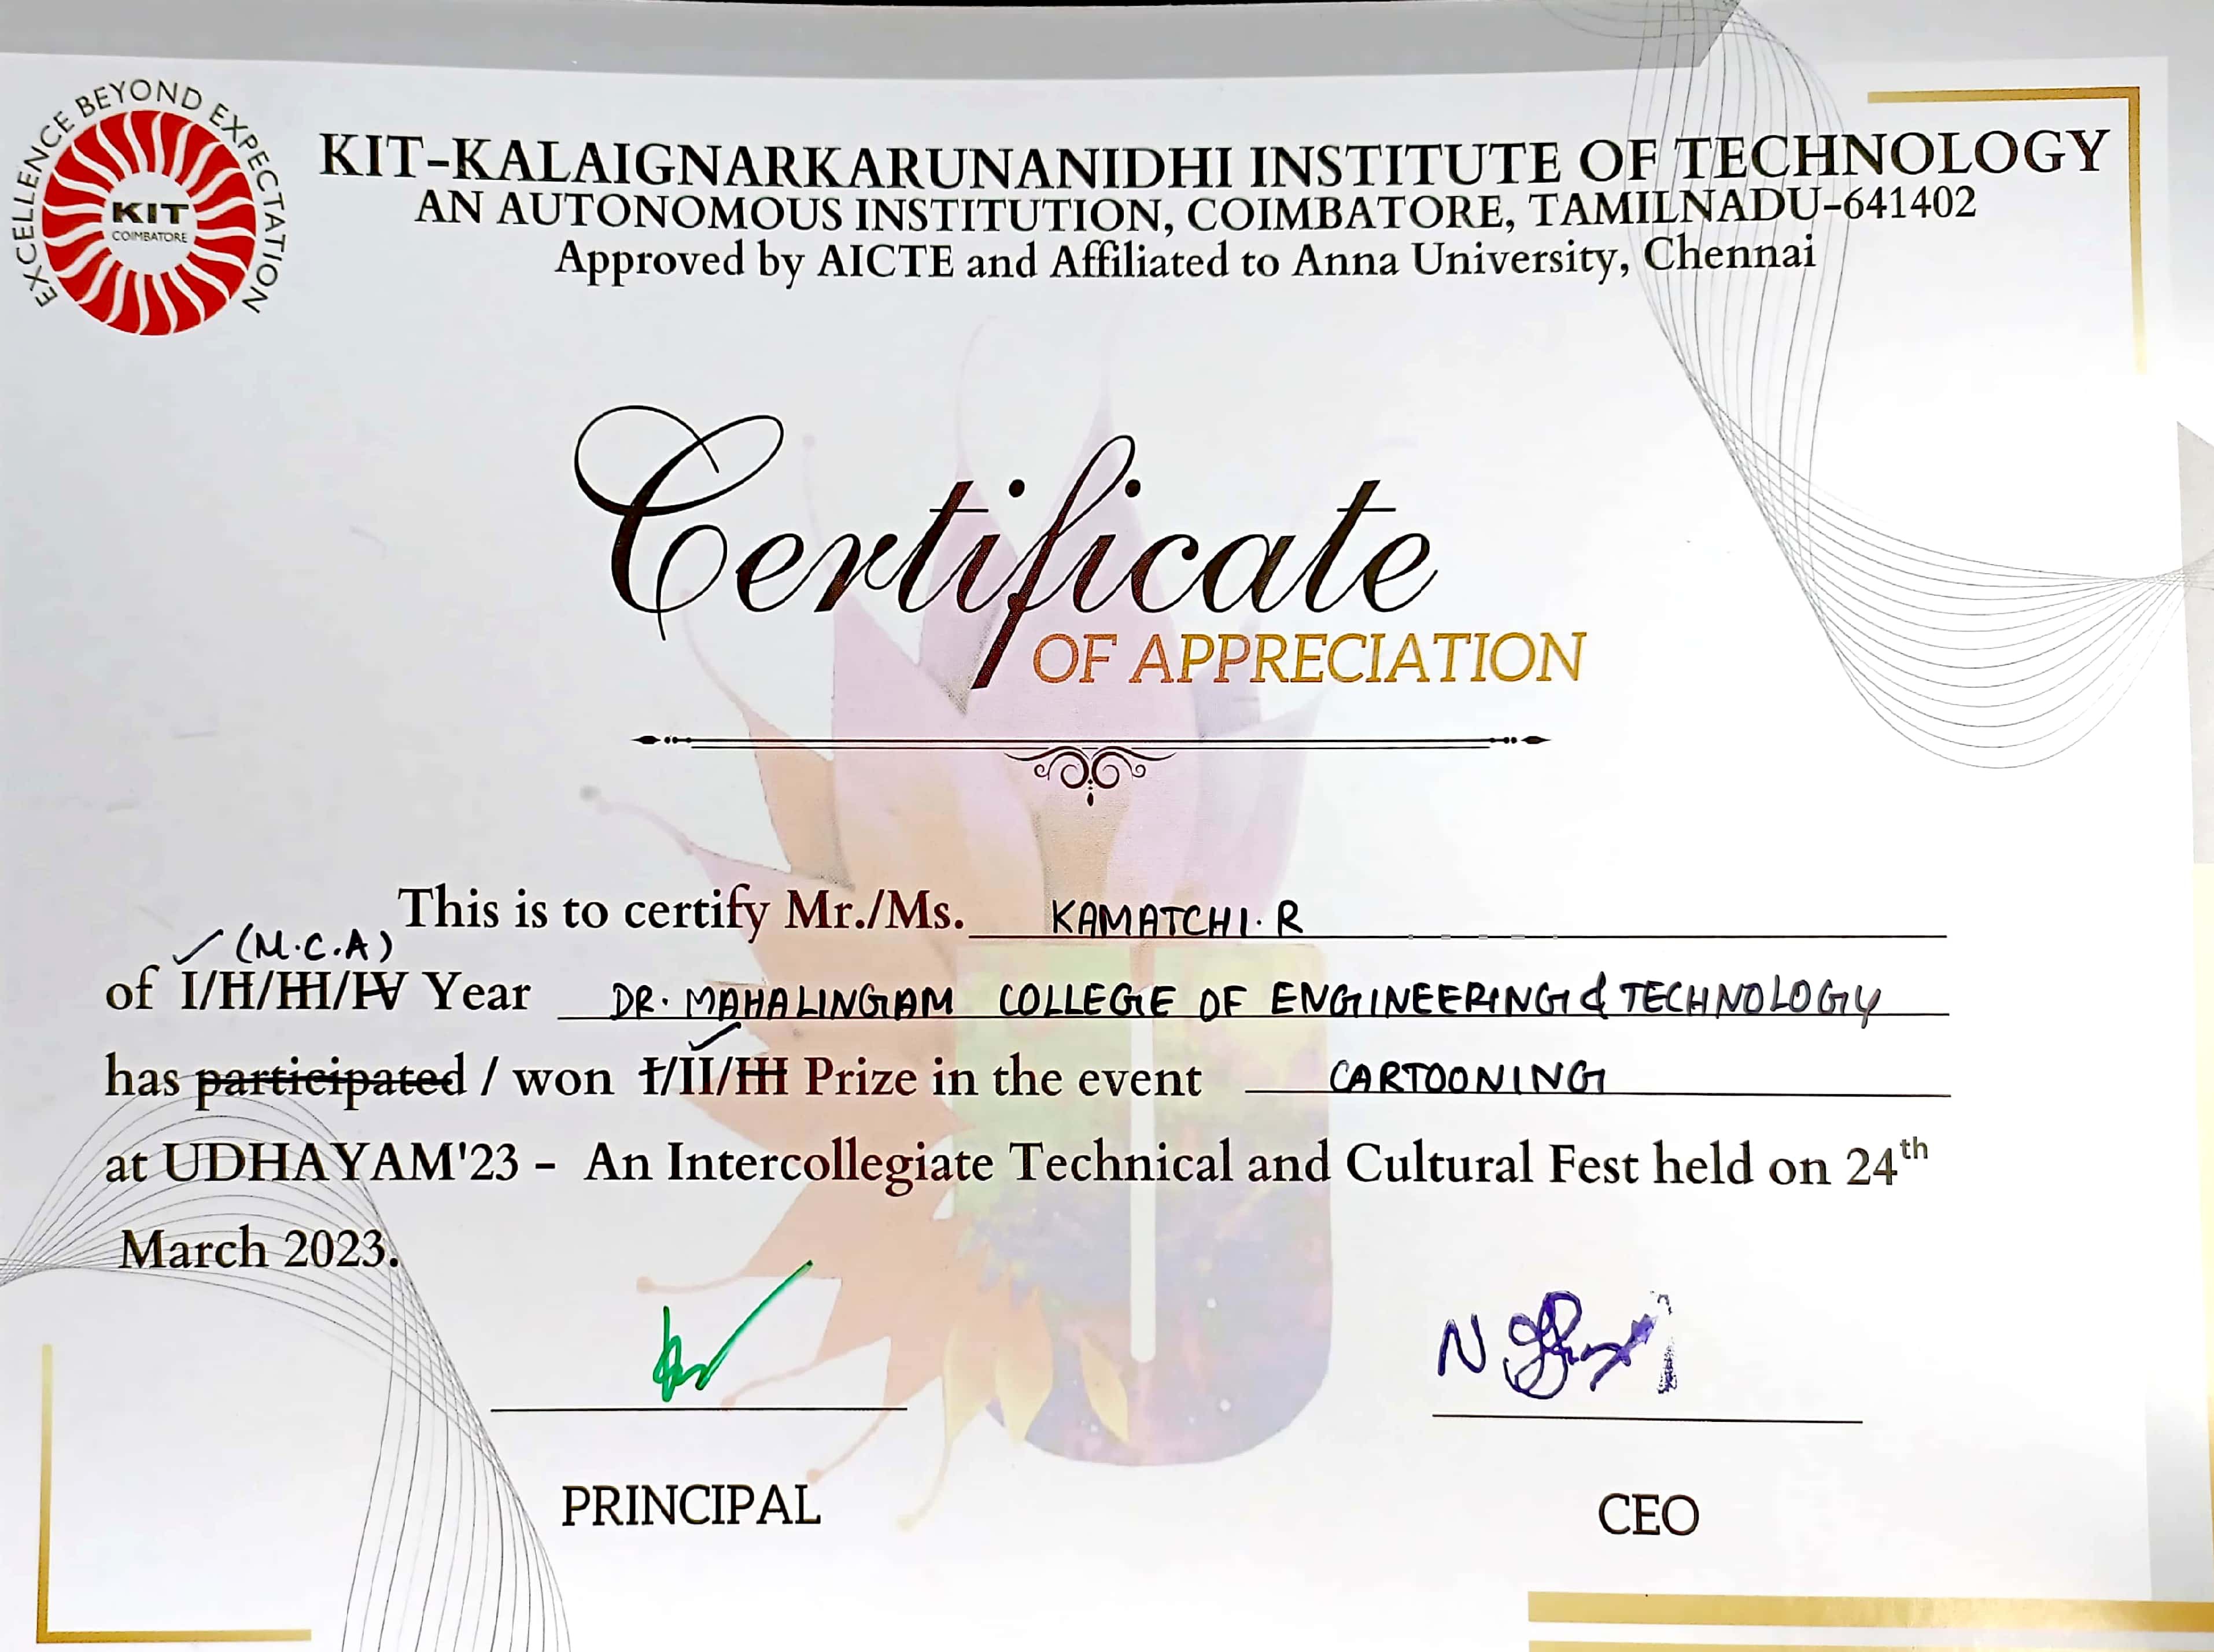 EXCELLENCE BEYOND EXPECTATION
KIT
COIMBATORE
KIT-KALAIGNARKARUNANIDHI INSTITUTE OF TECHNOLOGY
AN AUTONOMOUS INSTITUTION, COIMBATORE, TAMILNADU-641402
Approved by AICTE and Affiliated to Anna University, Chennai
Certificate
OF APPRECIATION
This is to certify Mr./Ms. KAMATCHI. R
(M.C.A)
of I/II/III/IV Year DR. MAHALINGAM COLLEGE OF ENGINEERING & TECHNOLOGY
has participated / won I/II/III Prize in the event CARTOONING
at UDHAYAM'23 - An Intercollegiate Technical and Cultural Fest held on 24th
March 2023.
PRINCIPAL
CEO